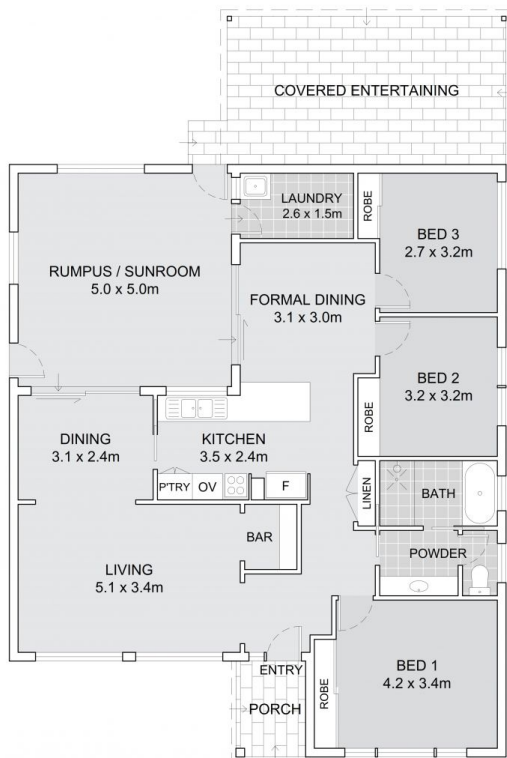 COVERED ENTERTAINING
LAUNDRY
2.6 x 1.5m
ROBE
BED 3
2.7 x 3.2m
RUMPUS / SUNROOM
5.0 x 5.0m
FORMAL DINING
3.1 x 3.0m
BED 2
3.2 x 3.2m
ROBE
DINING
3.1 x 2.4m
KITCHEN
3.5 x 2.4m
P'TRY
OV
F
LINEN
BATH
BAR
POWDER
LIVING
5.1 x 3.4m
ENTRY
PORCH
ROBE
BED 1
4.2 x 3.4m